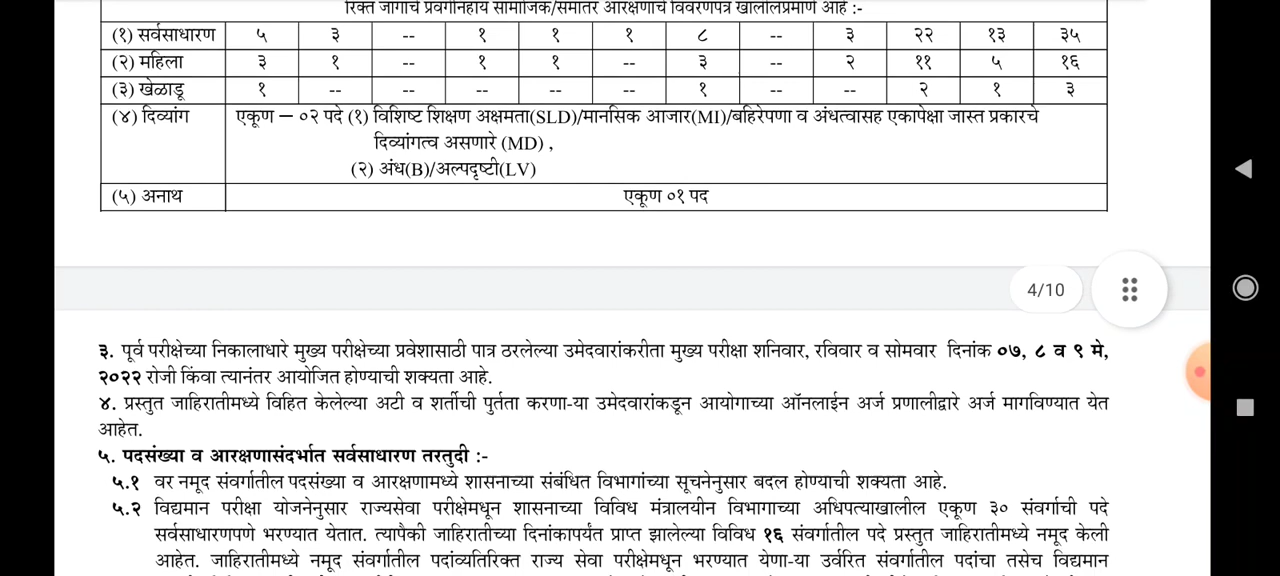 रिक्त जागांचे प्रवर्गनिहाय सामाजिक/समांतर आरक्षणाचे विवरणपत्र खालीलप्रमाणे आहे :-
(१) सर्वसाधारण ५ ३ -- १ १ १ ८ -- ३ २२ १३ ३५
(२) महिला ३ १ -- १ १ -- ३ -- २ ११ ५ १६
(३) खेळाडू १ -- -- -- -- -- १ -- -- २ १ ३
(४) दिव्यांग एकूण – ०२ पदे (१) विशिष्ट शिक्षण अक्षमता(SLD)/मानसिक आजार(MI)/बहिरेपणा व अंधत्वासह एकापेक्षा जास्त प्रकारचे
दिव्यांगत्व असणारे (MD) ,
(२) अंध(B)/अल्पदृष्टी(LV)
(५) अनाथ एकूण ०१ पद
4/10
३. पूर्व परीक्षेच्या निकालाधारे मुख्य परीक्षेच्या प्रवेशासाठी पात्र ठरलेल्या उमेदवारांकरीता मुख्य परीक्षा शनिवार, रविवार व सोमवार दिनांक ०७, ८ व ९ मे,
२०२२ रोजी किंवा त्यानंतर आयोजित होण्याची शक्यता आहे.
४. प्रस्तुत जाहिरातीमध्ये विहित केलेल्या अटी व शर्तीची पुर्तता करणा-या उमेदवारांकडून आयोगाच्या ऑनलाईन अर्ज प्रणालीद्वारे अर्ज मागविण्यात येत
आहेत.
५. पदसंख्या व आरक्षणासंदर्भात सर्वसाधारण तरतुदी :-
५.१ वर नमूद संवर्गातील पदसंख्या व आरक्षणामध्ये शासनाच्या संबंधित विभागांच्या सूचनेनुसार बदल होण्याची शक्यता आहे.
५.२ विद्यमान परीक्षा योजनेनुसार राज्यसेवा परीक्षेमधून शासनाच्या विविध मंत्रालयीन विभागाच्या अधिपत्याखालील एकूण ३० संवर्गाची पदे
सर्वसाधारणपणे भरण्यात येतात. त्यापैकी जाहिरातीच्या दिनांकापर्यंत प्राप्त झालेल्या विविध १६ संवर्गातील पदे प्रस्तुत जाहिरातीमध्ये नमूद केली
आहेत. जाहिरातीमध्ये नमूद संवर्गातील पदांव्यतिरिक्त राज्य सेवा परीक्षेमधून भरण्यात येणा-या उर्वरित संवर्गातील पदांचा तसेच विद्यमान